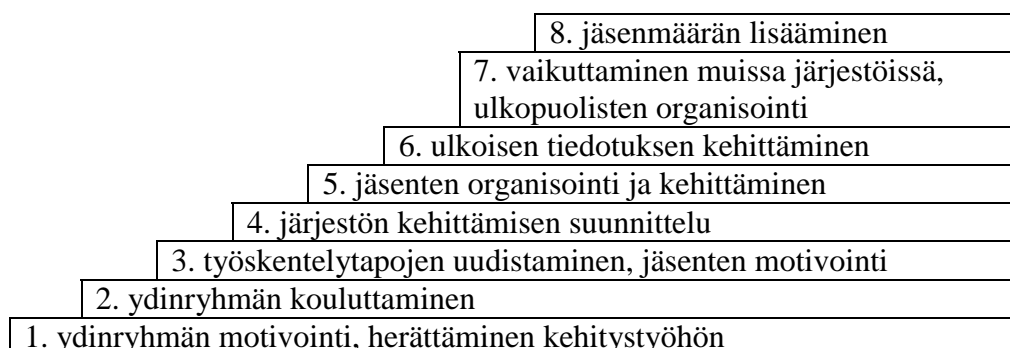 8. jäsenmäärän lisääminen
7. vaikuttaminen muissa järjestöissä,
ulkopuolisten organisointi
6. ulkoisen tiedotuksen kehittäminen
5. jäsenten organisointi ja kehittäminen
4. järjestön kehittämisen suunnittelu
3. työskentelytapojen uudistaminen, jäsenten motivointi
2. ydinryhmän kouluttaminen
1. ydinryhmän motivointi, herättäminen kehitystyöhön